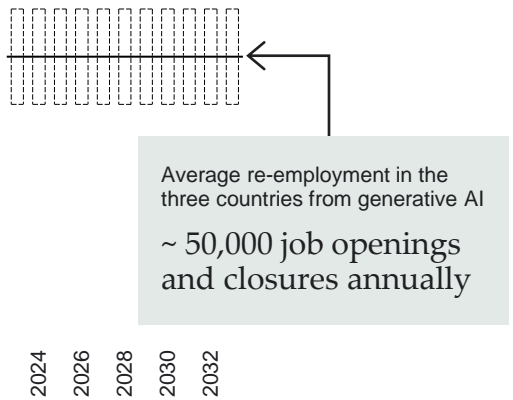 Average re-employment in the
three countries from generative AI
~ 50,000 job openings
and closures annually
2024
2026
2028
2030
2032